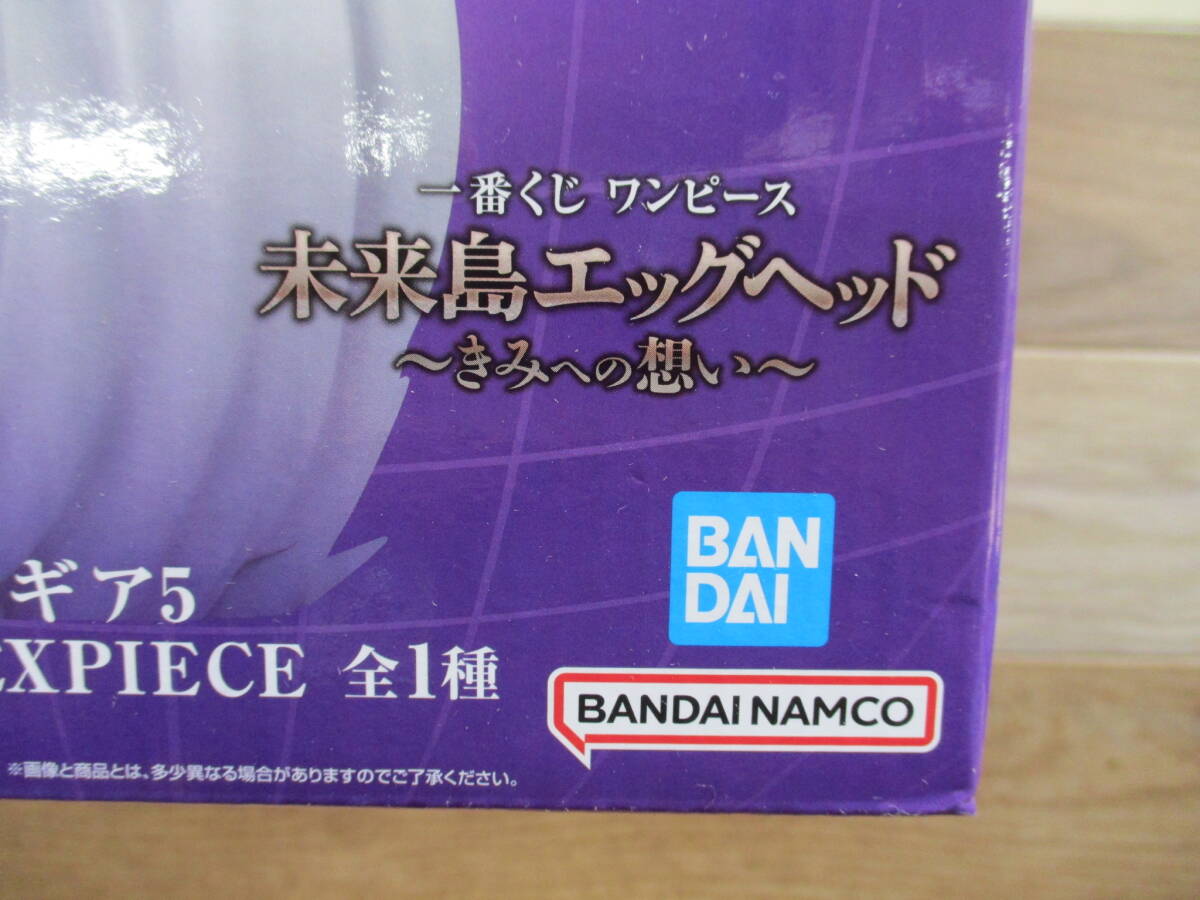 一番くじ ワンピース
未来島エッグヘッド
～きみへの想い～
ギア5
EXPIECE 全1種
BAN
DAI
BANDAI NAMCO
※画像と商品とは、多少異なる場合がありますのでご了承ください。